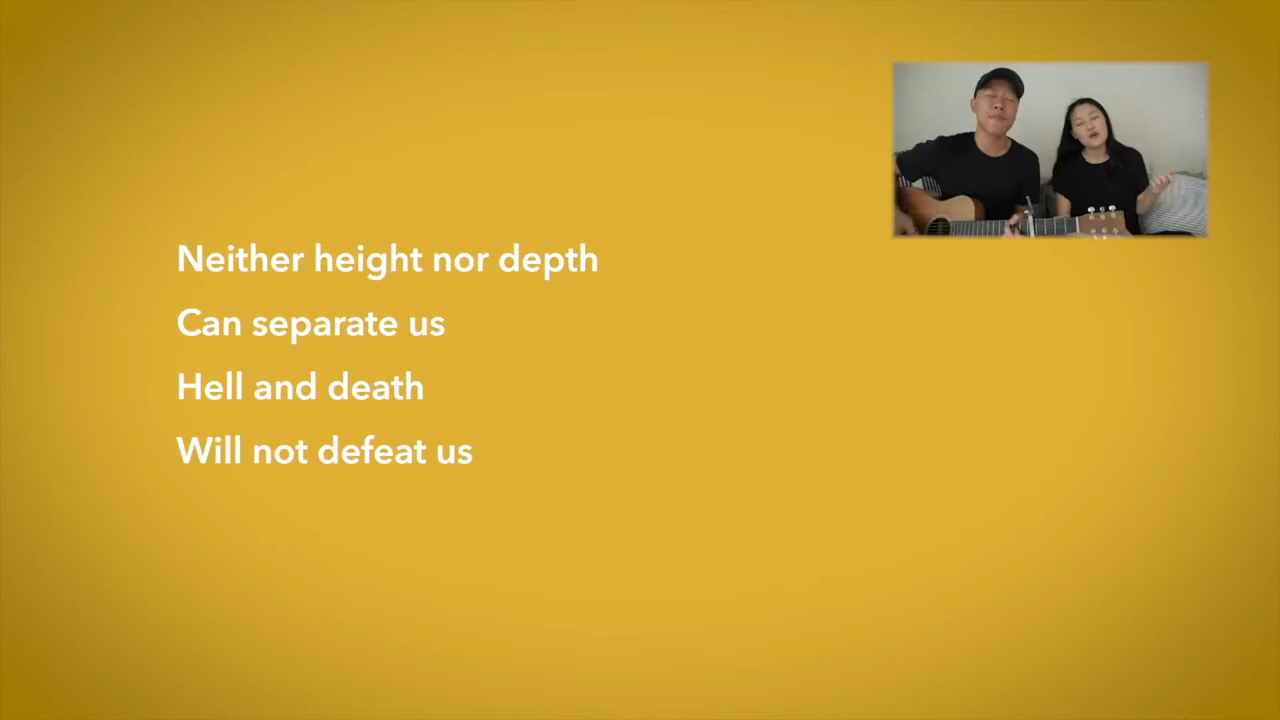 Neither height nor depth
Can separate us
Hell and death
Will not defeat us